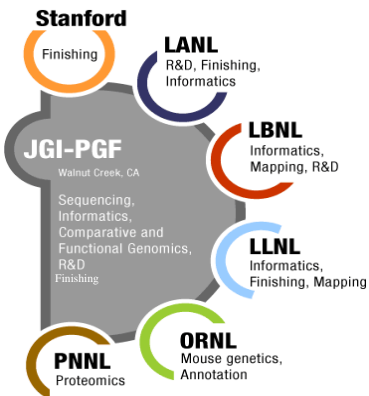 Stanford
Finishing
LANL
R&D, Finishing,
Informatics
LBNL
Informatics,
Mapping, R&D
JGI-PGF
Walnut Creek, CA
Sequencing,
Informatics,
Comparative and
Functional Genomics,
R&D
Finishing
LLNL
Informatics,
Finishing, Mapping
ORNL
Mouse genetics,
Annotation
PNNL
Proteomics